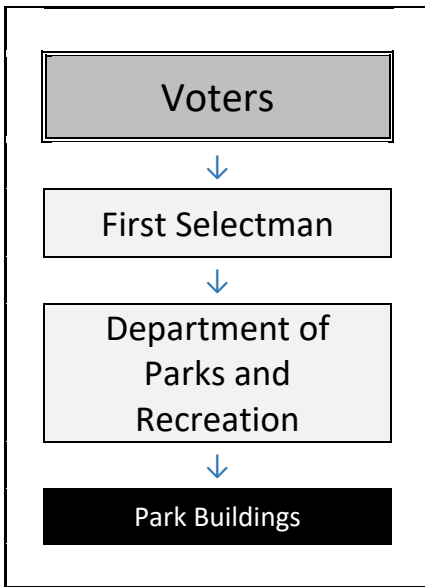 Voters
↓
First Selectman
↓
Department of
Parks and
Recreation
↓
Park Buildings